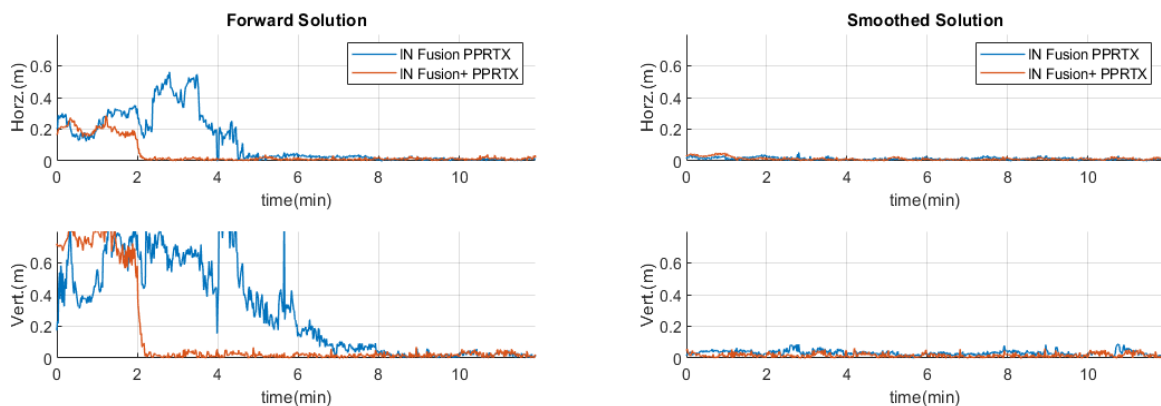 Forward Solution
Horz.(m)
0.6
0.4
0.2
0
IN Fusion PPRTX
IN Fusion+ PPRTX
0 2 4 6 8 10
time(min)
Vert.(m)
0.6
0.4
0.2
0
0 2 4 6 8 10
time(min)
Smoothed Solution
Horz.(m)
0.6
0.4
0.2
0
IN Fusion PPRTX
IN Fusion+ PPRTX
0 2 4 6 8 10
time(min)
Vert.(m)
0.6
0.4
0.2
0
0 2 4 6 8 10
time(min)